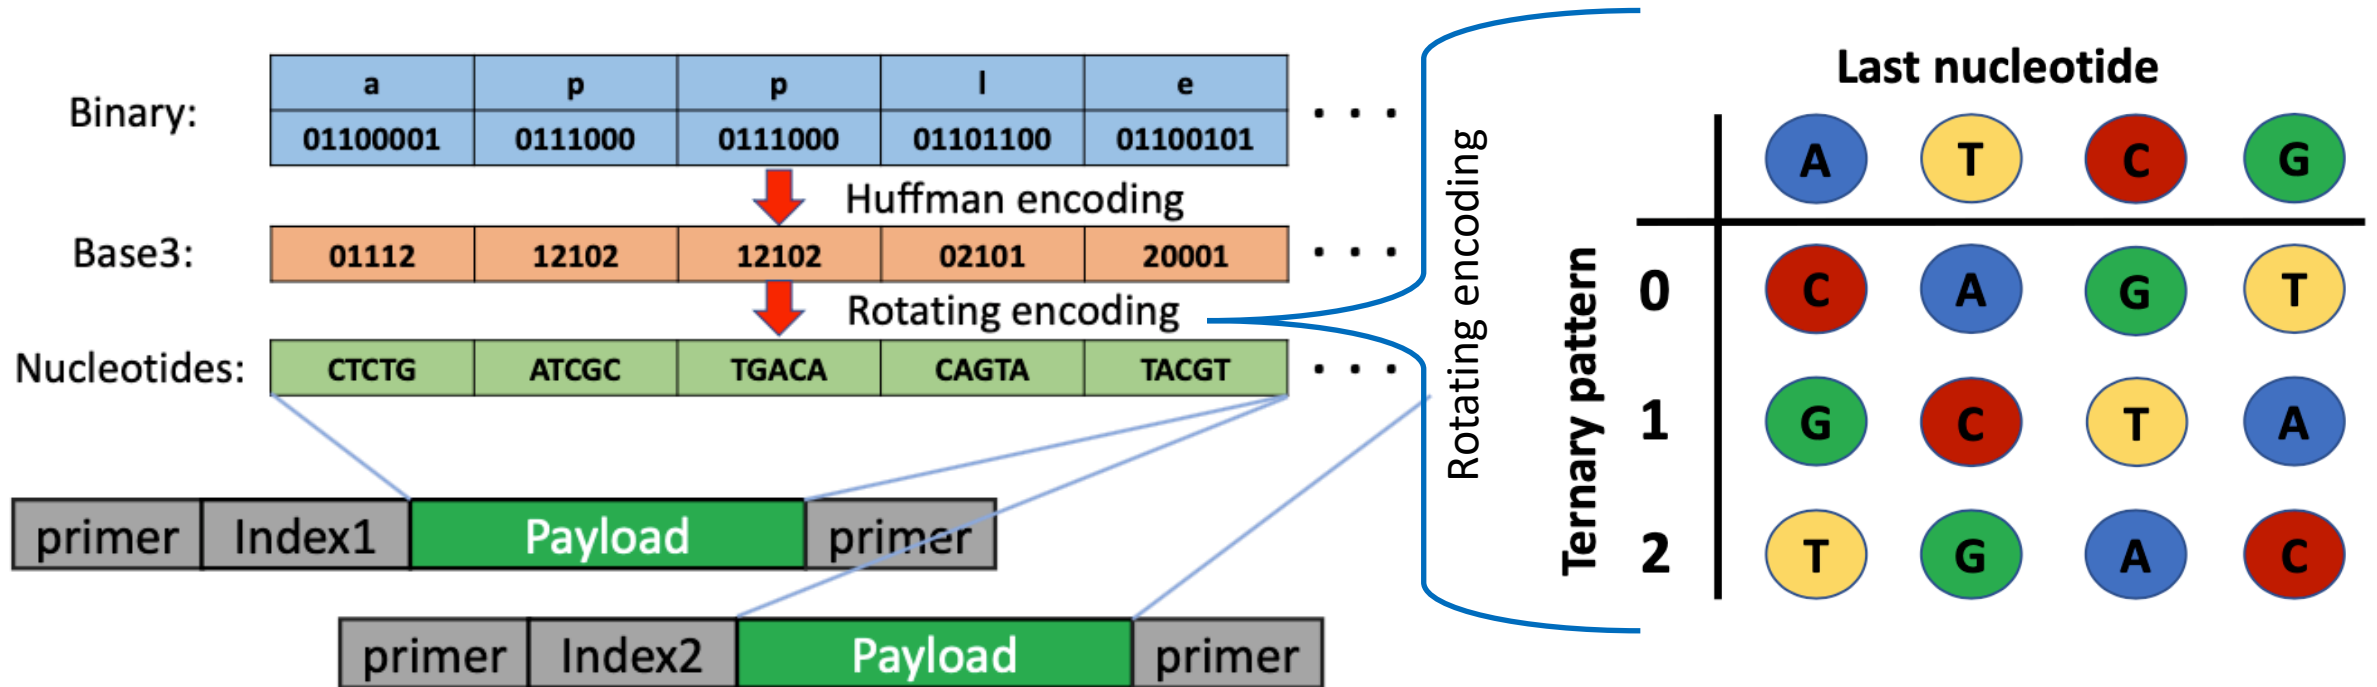 Binary:
a p p l e
01100001 0111000 0111000 01101100 01100101 . . .
Huffman encoding
Base3: 01112 12102 12102 02101 20001 . . .
Rotating encoding
Nucleotides: CTCTG ATCGC TGACA CAGTA TACGT . . .
primer Index1 Payload primer
primer Index2 Payload primer
Rotating encoding
Last nucleotide
A T C G
Ternary pattern
0 C A G T
1 G C T A
2 T G A C